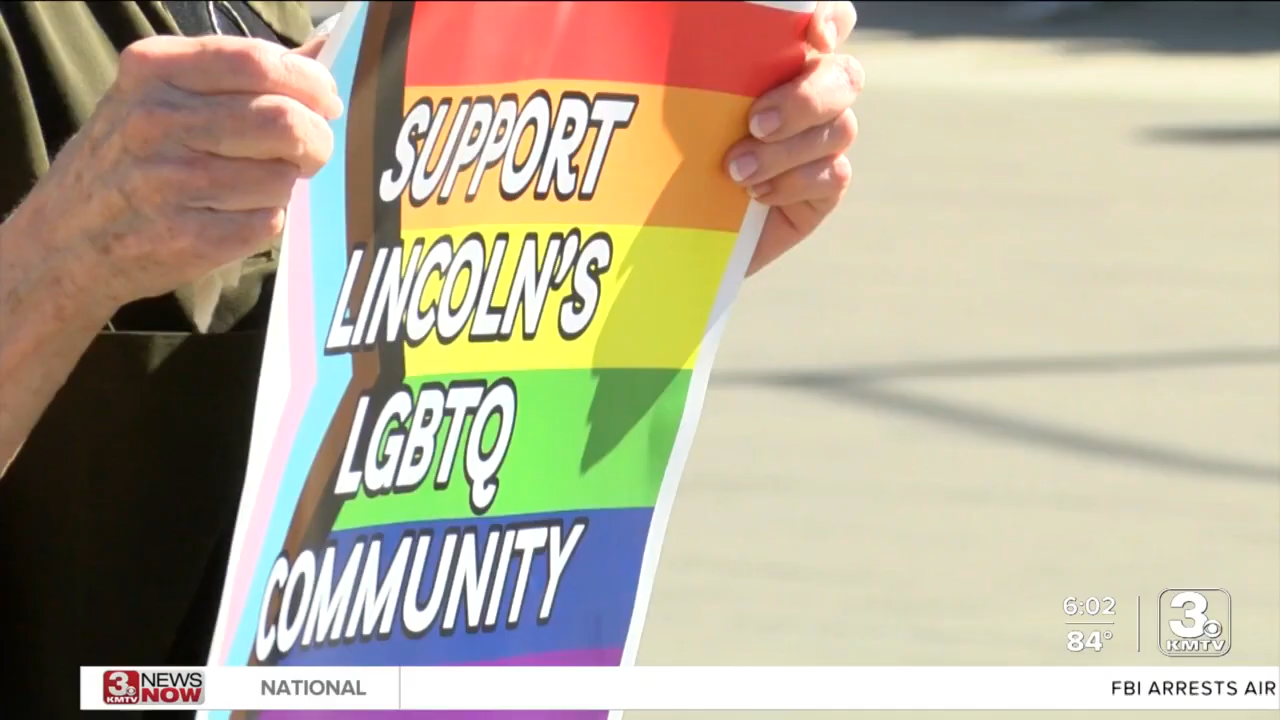 SUPPORT
LINCOLN'S
LGBTQ
COMMUNITY
6:02
84°
3
KMTV
3 KMTV NEWS NOW
NATIONAL
FBI ARRESTS AIR